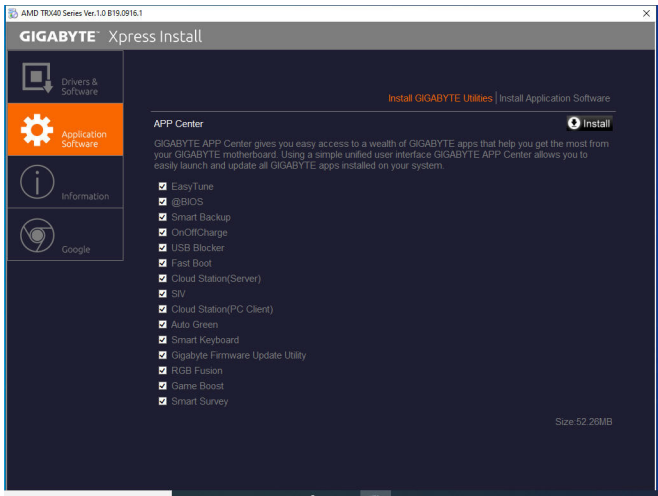 AMD TRX40 Series Ver.1.0 B19.0916.1
GIGABYTE™ Xpress Install
Drivers &
Software
Install GIGABYTE Utilities | Install Application Software
Application
Software
APP Center
Install
GIGABYTE APP Center gives you easy access to a wealth of GIGABYTE apps that help you get the most from
your GIGABYTE motherboard. Using a simple unified user interface GIGABYTE APP Center allows you to
easily launch and update all GIGABYTE apps installed on your system.
Information
Google
EasyTune
@BIOS
Smart Backup
OnOffCharge
USB Blocker
Fast Boot
Cloud Station(Server)
SIV
Cloud Station(PC Client)
Auto Green
Smart Keyboard
Gigabyte Firmware Update Utility
RGB Fusion
Game Boost
Smart Survey
Size:52.26MB